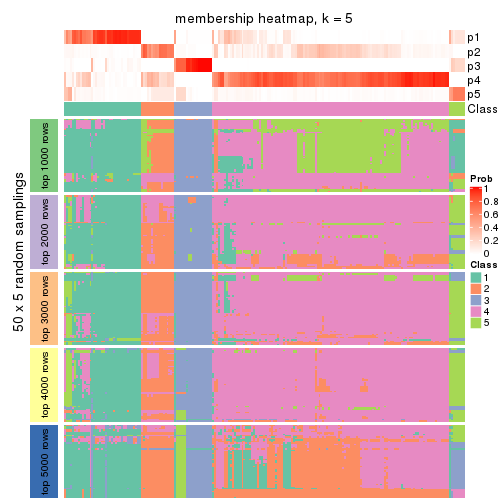 membership heatmap, k = 5
p1
p2
p3
p4
p5
Class
50 x 5 random samplings
top 1000 rows
top 2000 rows
top 3000 rows
top 4000 rows
top 5000 rows
Prob
1
0.8
0.6
0.4
0.2
0
Class
1
2
3
4
5